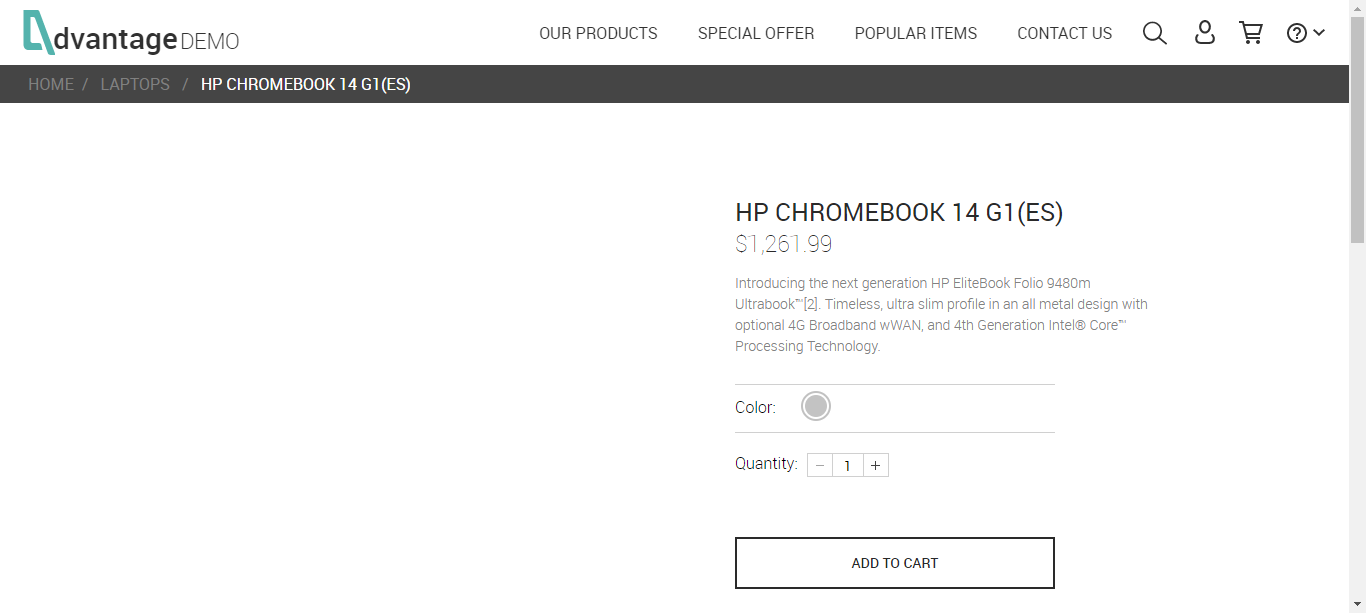 dvantage DEMO
OUR PRODUCTS SPECIAL OFFER POPULAR ITEMS CONTACT US
HOME / LAPTOPS / HP CHROMEBOOK 14 G1(ES)
HP CHROMEBOOK 14 G1(ES)
$1,261.99
Introducing the next generation HP EliteBook Folio 9480m
Ultrabook™[2]. Timeless, ultra slim profile in an all metal design with
optional 4G Broadband wWAN, and 4th Generation Intel® Core™
Processing Technology.
Color:
Quantity: − 1 +
ADD TO CART